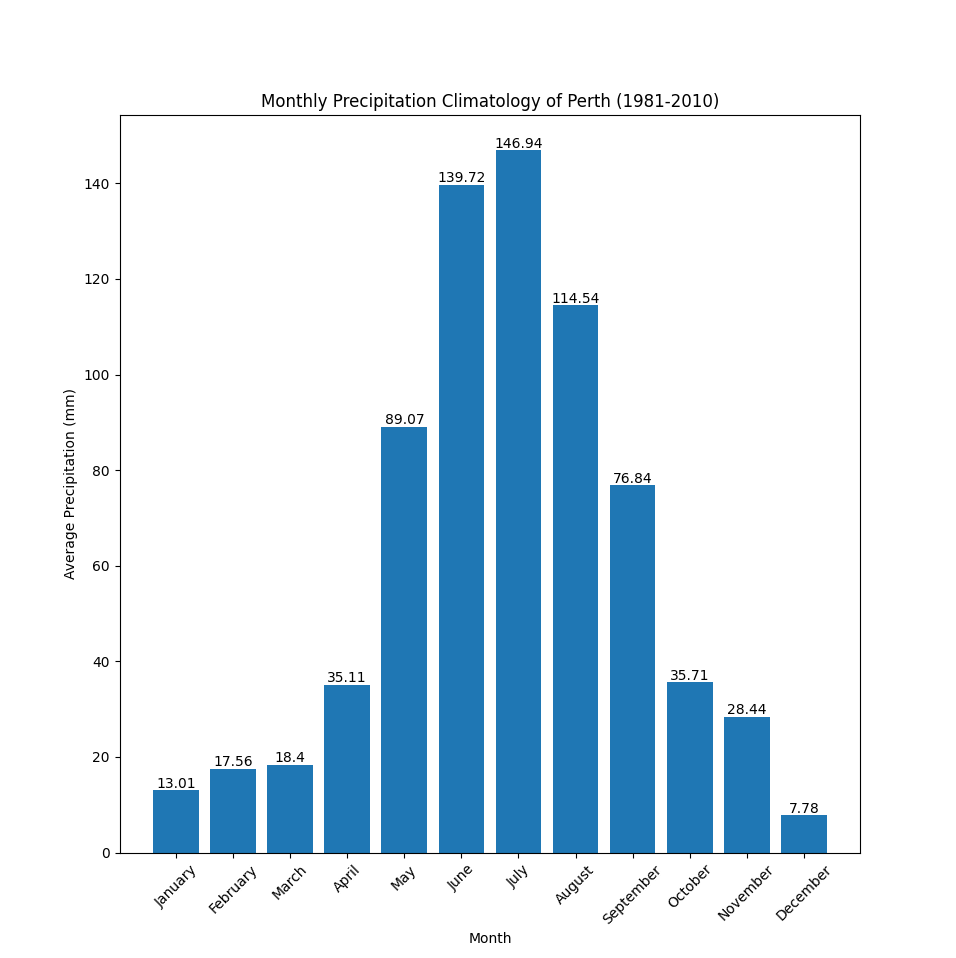 Monthly Precipitation Climatology of Perth (1981-2010)
Average Precipitation (mm)
140
120
100
80
60
40
20
0
13.01
17.56
18.4
35.11
89.07
139.72
146.94
114.54
76.84
35.71
28.44
7.78
January
February
March
April
May
June
July
August
September
October
November
December
Month